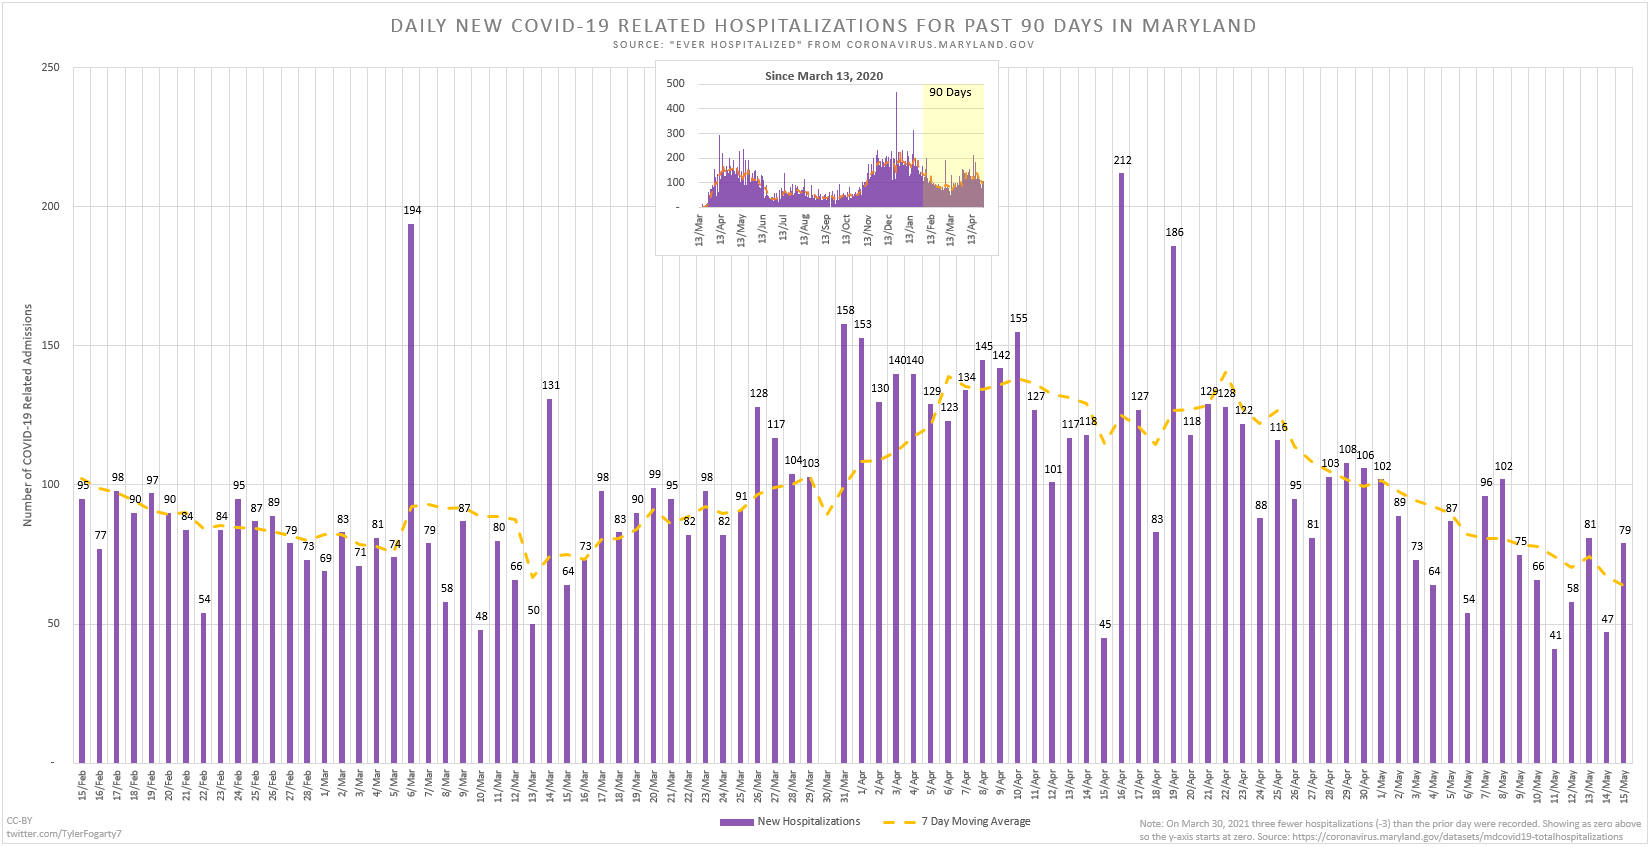 DAILY NEW COVID-19 RELATED HOSPITALIZATIONS FOR PAST 90 DAYS IN MARYLAND
SOURCE: "EVER HOSPITALIZED" FROM CORONAVIRUS.MARYLAND.GOV
Since March 13, 2020
90 Days
500
400
300
200
100
-
13/Mar 13/Apr 13/May 13/Jun 13/Jul 13/Aug 13/Sep 13/Oct 13/Nov 13/Dec 13/Jan 13/Feb 13/Mar 13/Apr
Number of COVID-19 Related Admissions
250
200
150
100
50
-
95 77 98 90 97 90 84 54 84 95 87 89 79 73 69 83 71 81 74 194 79 58 87 48 80 66 50 131 64 73 98 83 90 99 95 82 98 82 91 128 117 104 103 158 153 130 140 140 129 123 134 145 142 155 127 101 117 118 45 212 127 83 186 118 129 128 122 88 116 95 81 103 108 106 102 89 73 64 87 54 96 102 75 66 41 58 81 47 79
15/Feb 16/Feb 17/Feb 18/Feb 19/Feb 20/Feb 21/Feb 22/Feb 23/Feb 24/Feb 25/Feb 26/Feb 27/Feb 28/Feb 1/Mar 2/Mar 3/Mar 4/Mar 5/Mar 6/Mar 7/Mar 8/Mar 9/Mar 10/Mar 11/Mar 12/Mar 13/Mar 14/Mar 15/Mar 16/Mar 17/Mar 18/Mar 19/Mar 20/Mar 21/Mar 22/Mar 23/Mar 24/Mar 25/Mar 26/Mar 27/Mar 28/Mar 29/Mar 30/Mar 31/Mar 1/Apr 2/Apr 3/Apr 4/Apr 5/Apr 6/Apr 7/Apr 8/Apr 9/Apr 10/Apr 11/Apr 12/Apr 13/Apr 14/Apr 15/Apr 16/Apr 17/Apr 18/Apr 19/Apr 20/Apr 21/Apr 22/Apr 23/Apr 24/Apr 25/Apr 26/Apr 27/Apr 28/Apr 29/Apr 30/Apr 1/May 2/May 3/May 4/May 5/May 6/May 7/May 8/May 9/May 10/May 11/May 12/May 13/May 14/May 15/May
New Hospitalizations
7 Day Moving Average
CC-BY
twitter.com/TylerFogarty7
Note: On March 30, 2021 three fewer hospitalizations (-3) than the prior day were recorded. Showing as zero above
so the y-axis starts at zero. Source: https://coronavirus.maryland.gov/datasets/mdcovid19-totalhospitalizations